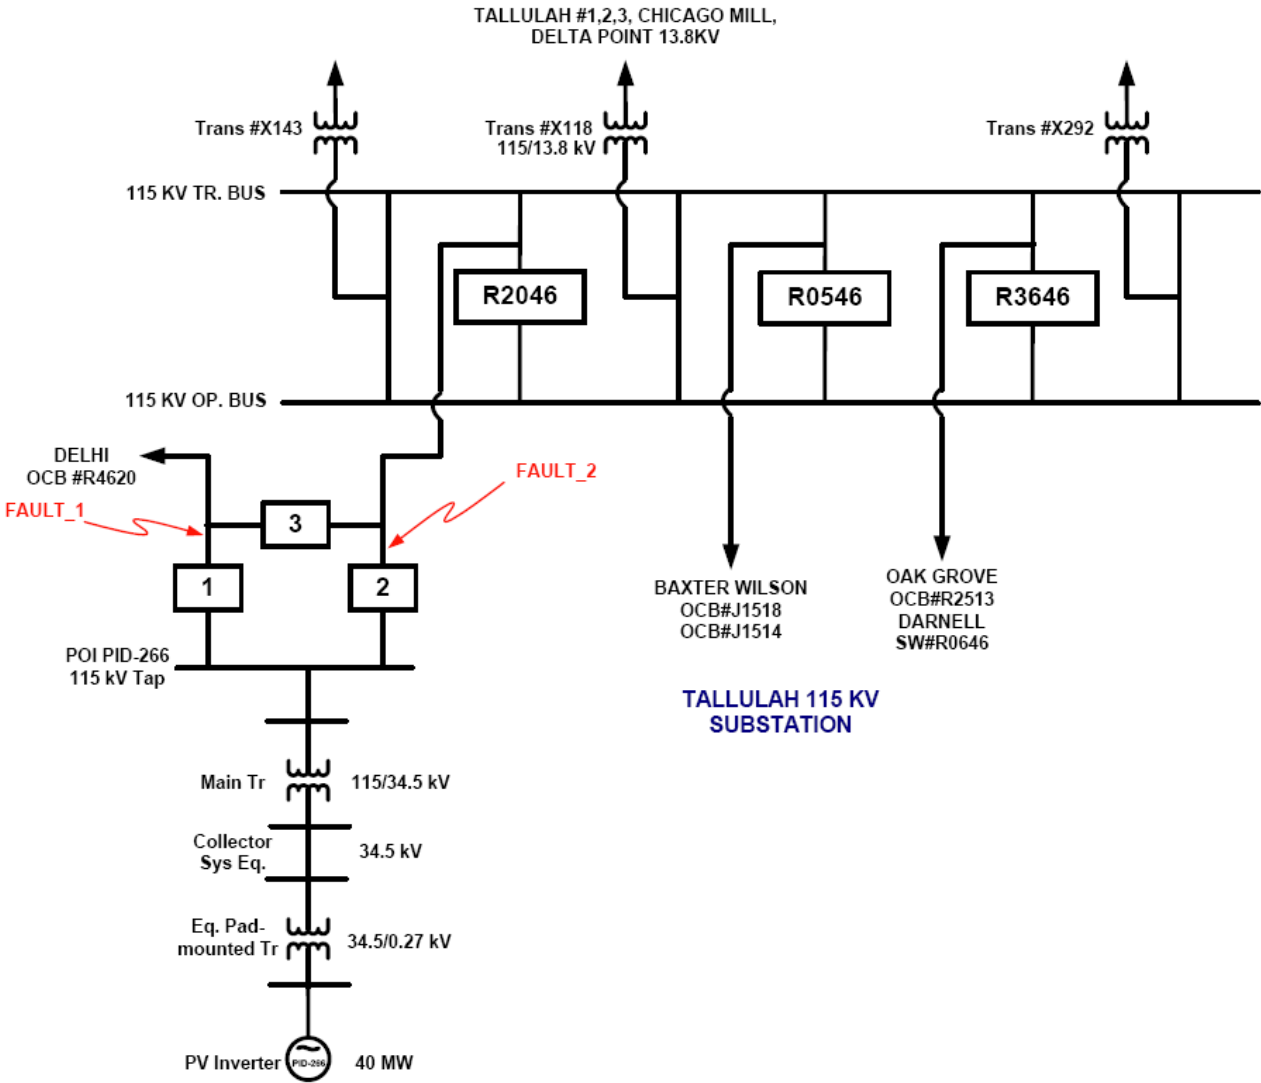 TALLULAH #1,2,3, CHICAGO MILL,
DELTA POINT 13.8KV
Trans #X143
Trans #X118
115/13.8 kV
Trans #X292
115 KV TR. BUS
R2046
R0546
R3646
115 KV OP. BUS
DELHI
OCB #R4620
FAULT_1
FAULT_2
3
1
2
BAXTER WILSON
OCB#J1518
OCB#J1514
OAK GROVE
OCB#R2513
DARNELL
SW#R0646
POI PID-266
115 kV Tap
TALLULAH 115 KV
SUBSTATION
Main Tr
115/34.5 kV
Collector
Sys Eq.
34.5 kV
Eq. Pad-
mounted Tr
34.5/0.27 kV
PV Inverter
PID-266
40 MW